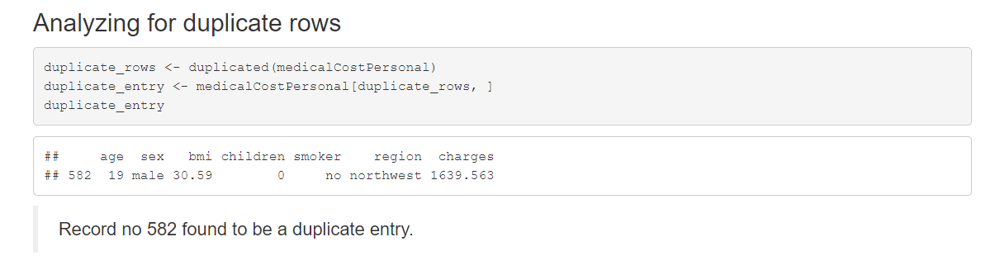 Analyzing for duplicate rows
duplicate_rows <- duplicated(medicalCostPersonal)
duplicate_entry <- medicalCostPersonal[duplicate_rows, ]
duplicate_entry
##     age  sex   bmi children smoker    region  charges
## 582  19 male 30.59        0     no northwest 1639.563
Record no 582 found to be a duplicate entry.